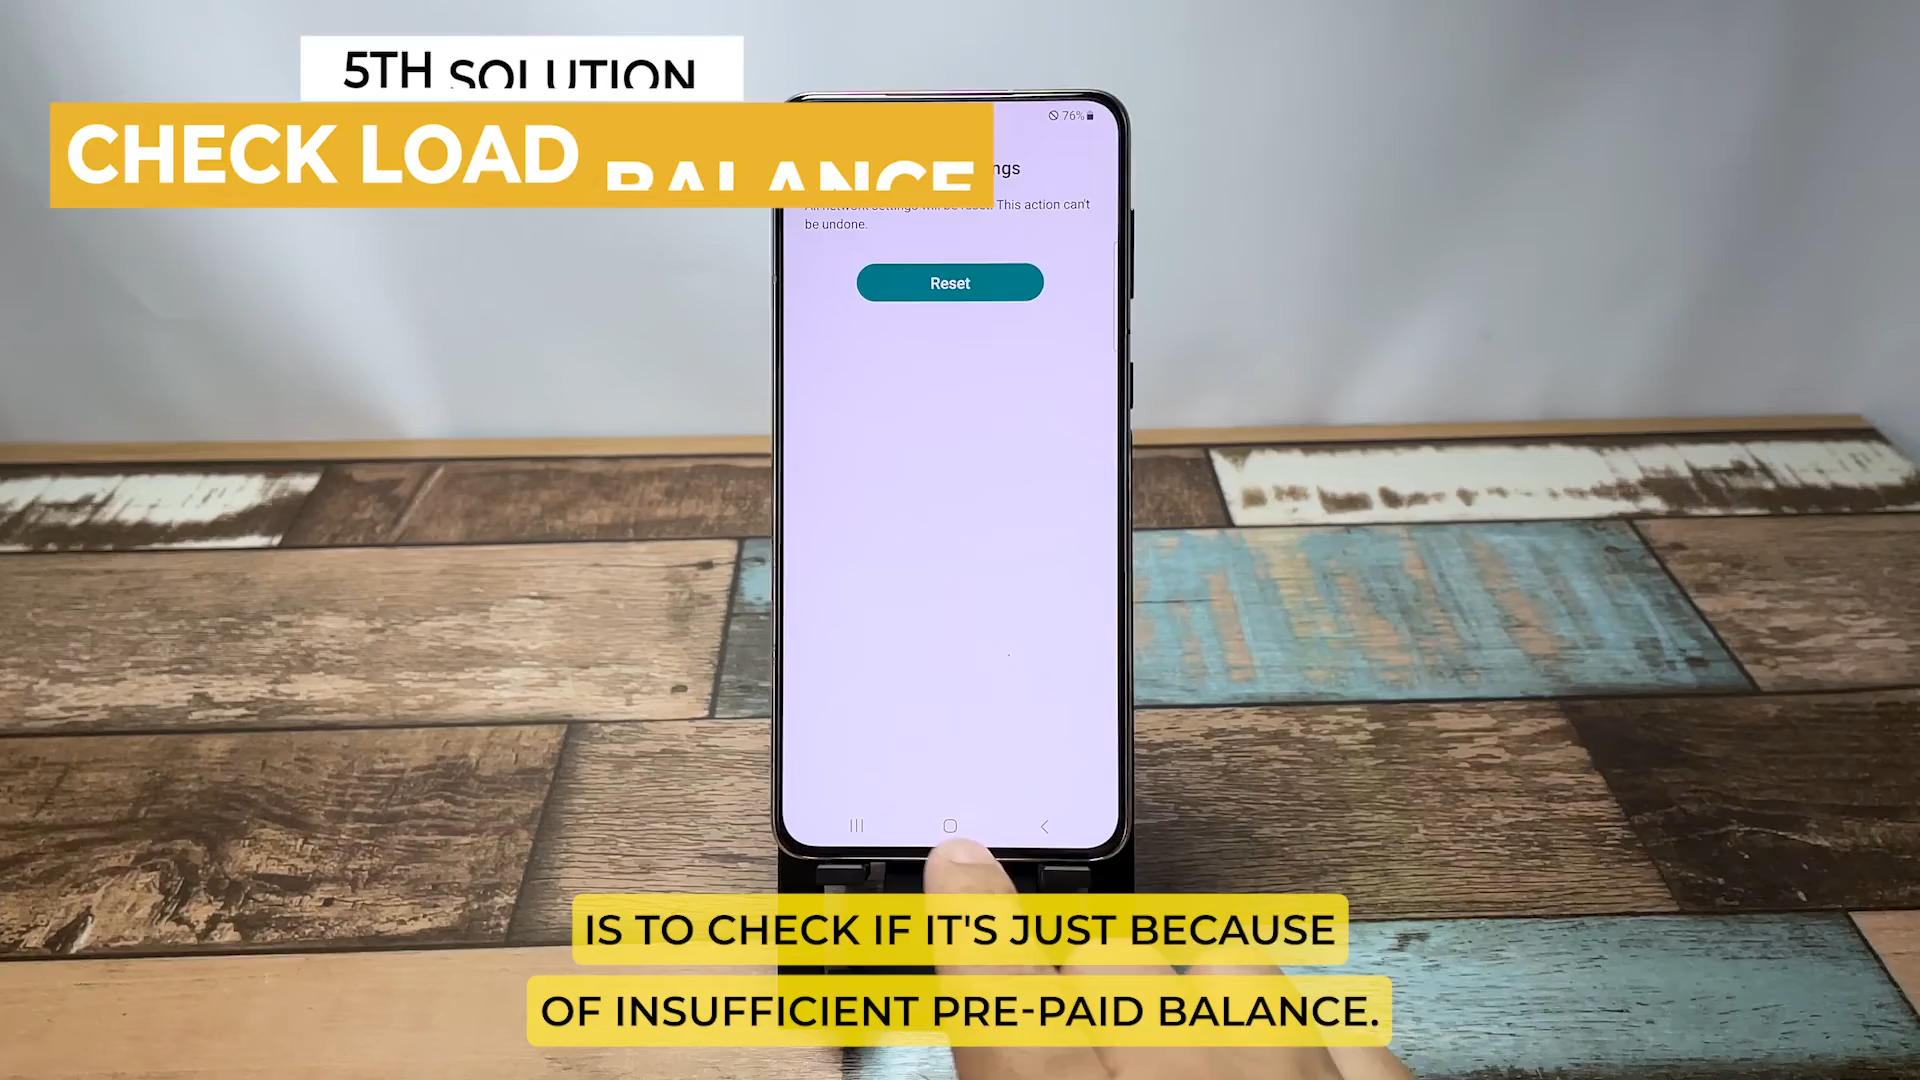 5TH SOLUTION
CHECK LOAD BALANCE
76%
ngs
All network settings will be reset. This action can't
be undone.
Reset
IS TO CHECK IF IT'S JUST BECAUSE
OF INSUFFICIENT PRE-PAID BALANCE.